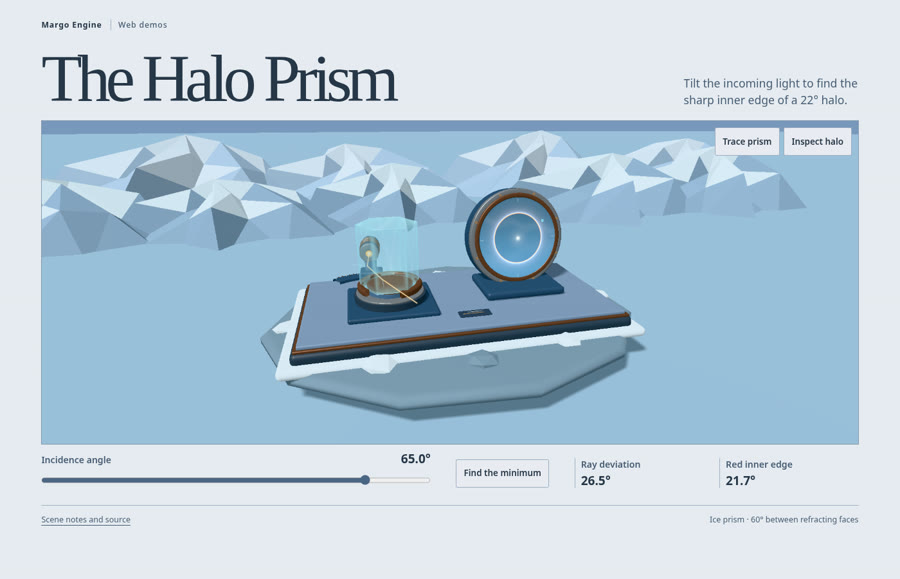 Margo Engine
Web demos
The Halo Prism
Tilt the incoming light to find the
sharp inner edge of a 22° halo.
Trace prism
Inspect halo
Incidence angle
65.0°
Find the minimum
Ray deviation
26.5°
Red inner edge
21.7°
Scene notes and source
Ice prism · 60° between refracting faces